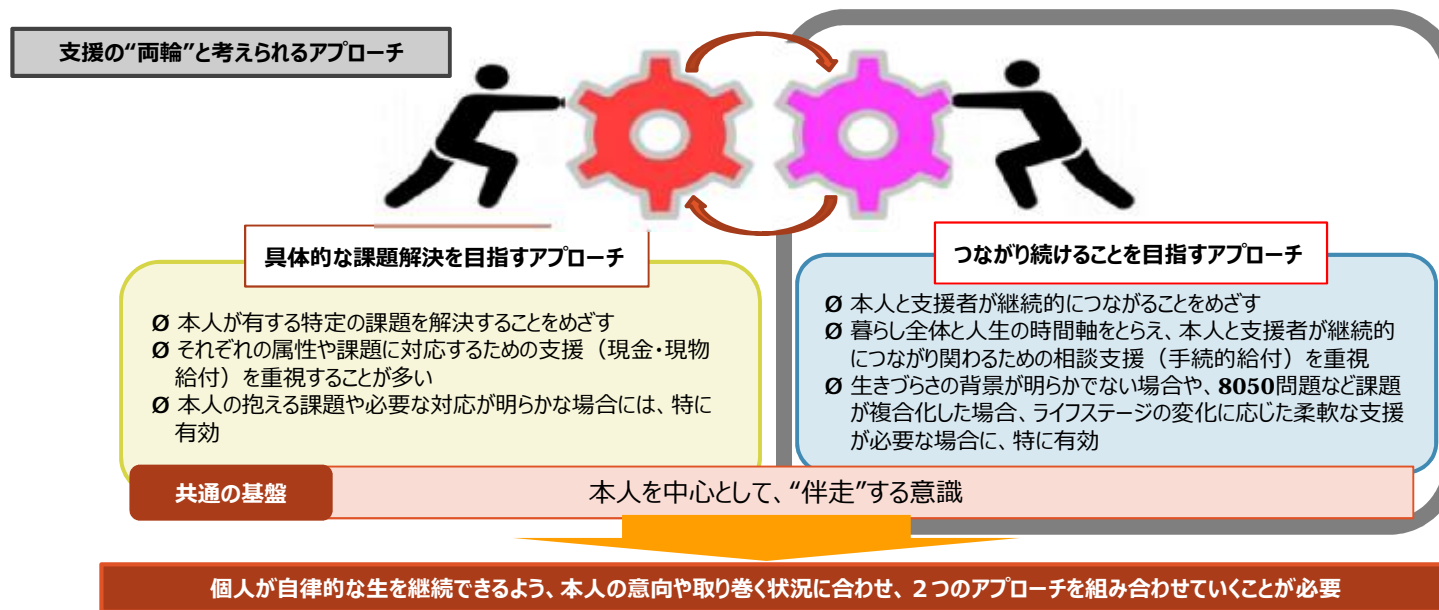 支援の“両輪”と考えられるアプローチ
具体的な課題解決を目指すアプローチ
Ø 本人が有する特定の課題を解決することをめざす
Ø それぞれの属性や課題に対応するための支援（現金・現物
給付）を重視することが多い
Ø 本人の抱える課題や必要な対応が明らかな場合には、特に
有効
つながり続けることを目指すアプローチ
Ø 本人と支援者が継続的につながることをめざす
Ø 暮らし全体と人生の時間軸をとらえ、本人と支援者が継続的
につながり関わるための相談支援（手続的給付）を重視
Ø 生きづらさの背景が明らかでない場合や、8050問題など課題
が複合化した場合、ライフステージの変化に応じた柔軟な支援
が必要な場合に、特に有効
共通の基盤
本人を中心として、“伴走”する意識
個人が自律的な生を継続できるよう、本人の意向や取り巻く状況に合わせ、２つのアプローチを組み合わせていくことが必要